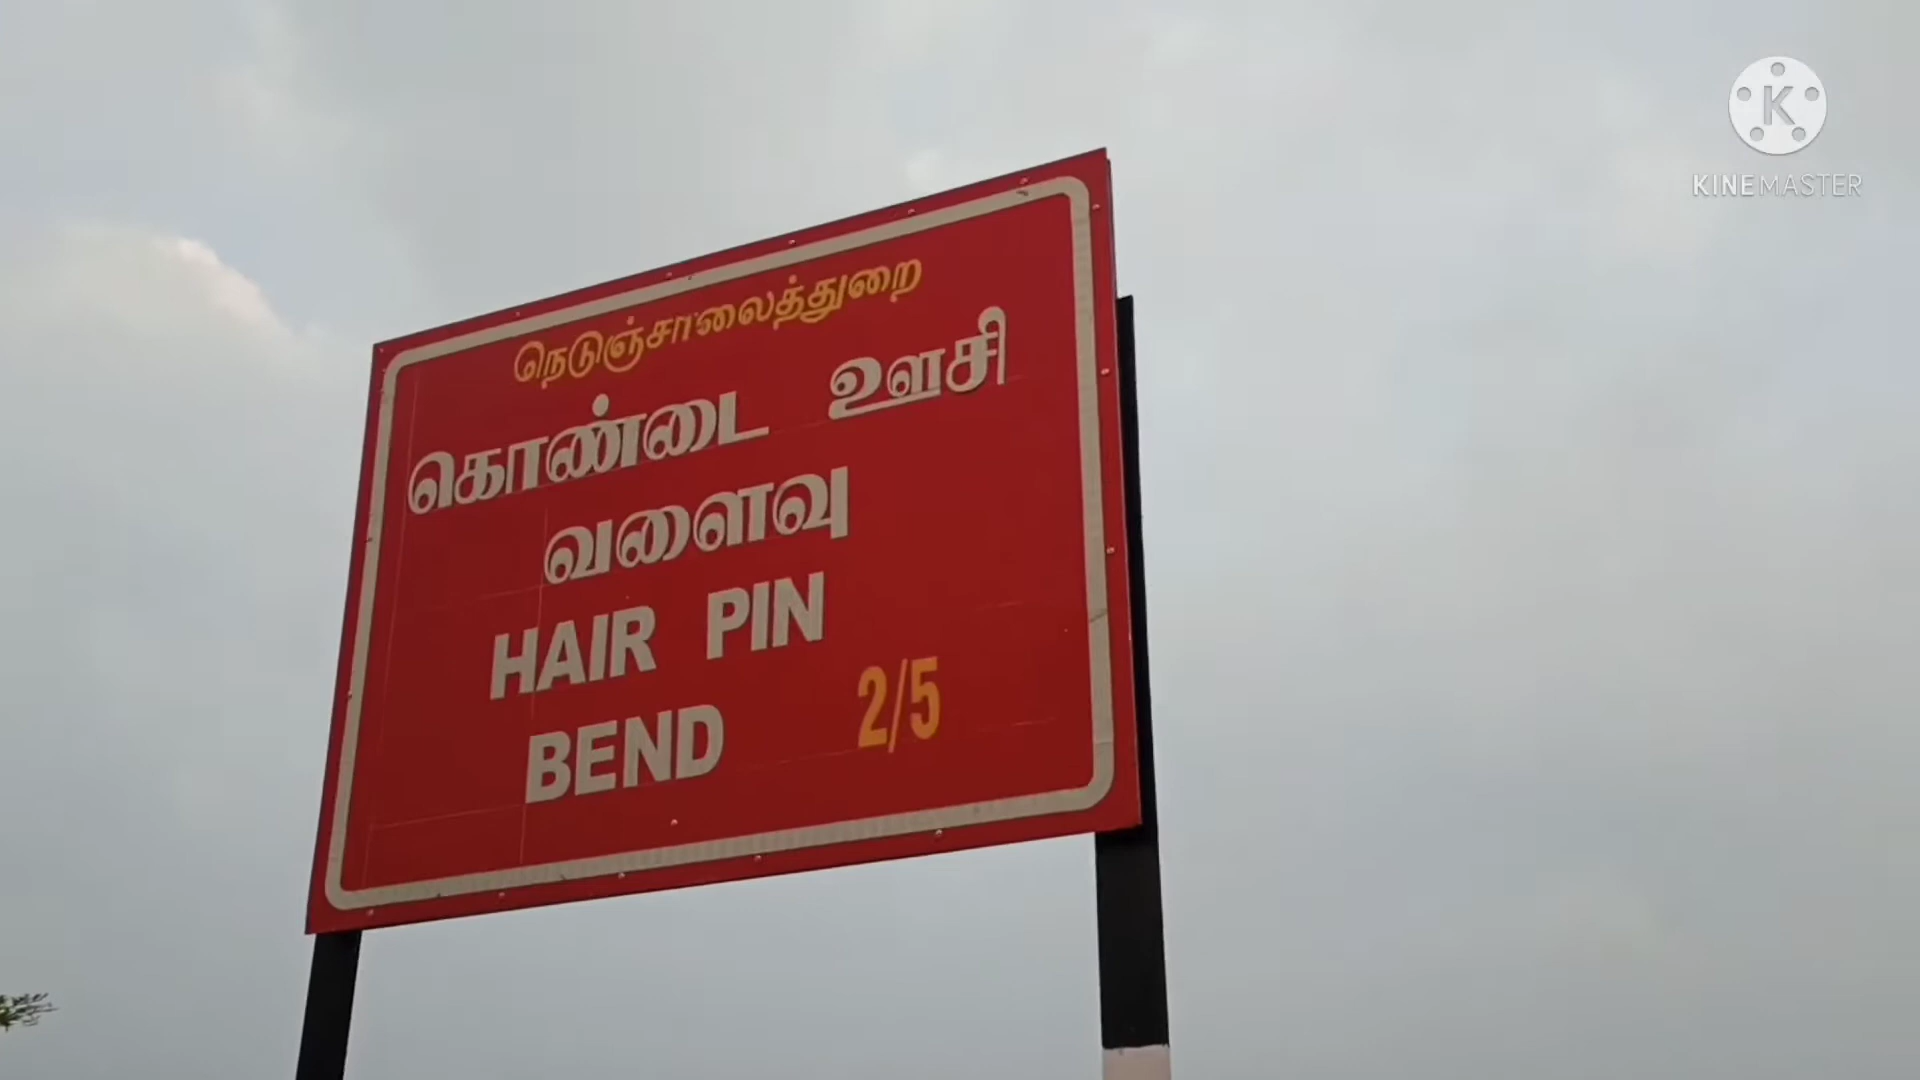 நெடுஞ்சாலைத்துறை
கொண்டை ஊசி
வளைவு
HAIR PIN
BEND 2/5
K
KINEMASTER